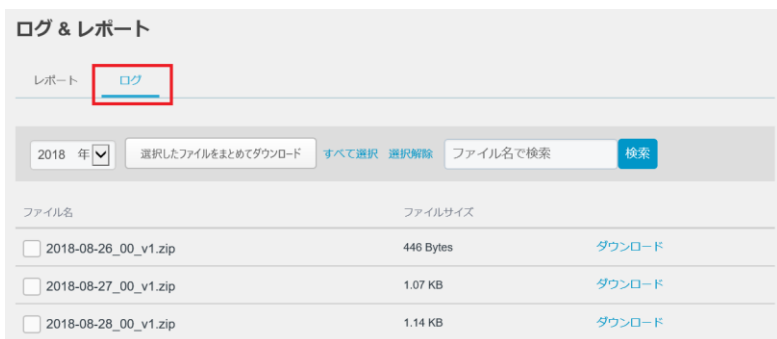 ログ & レポート
レポート ログ
2018 年 選択したファイルをまとめてダウンロード すべて選択 選択解除 ファイル名で検索 検索
ファイル名 ファイルサイズ
2018-08-26_00_v1.zip 446 Bytes ダウンロード
2018-08-27_00_v1.zip 1.07 KB ダウンロード
2018-08-28_00_v1.zip 1.14 KB ダウンロード